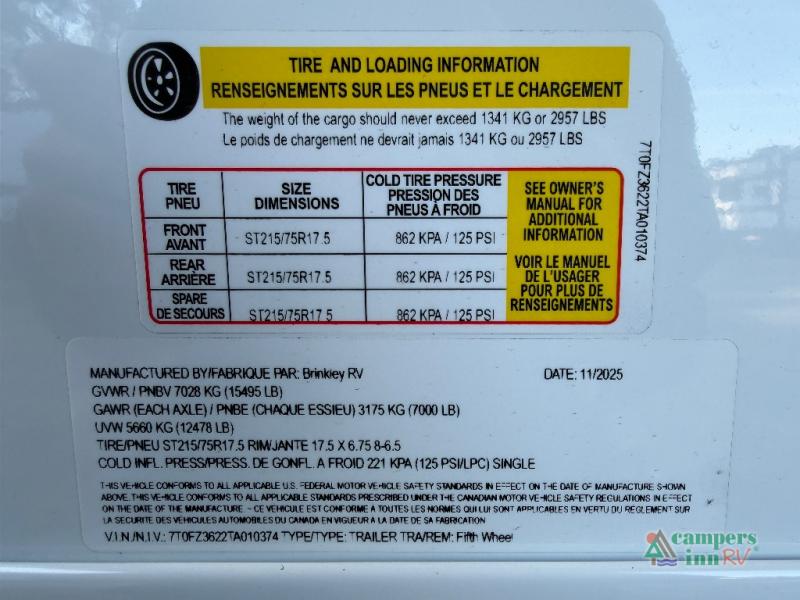 TIRE AND LOADING INFORMATION
RENSEIGNEMENTS SUR LES PNEUS ET LE CHARGEMENT
The weight of the cargo should never exceed 1341 KG or 2957 LBS
Le poids de chargement ne devrait jamais 1341 KG ou 2957 LBS
TIRE PNEU SIZE DIMENSIONS COLD TIRE PRESSURE PRESSION DES PNEUS À FROID
FRONT AVANT ST215/75R17.5 862 KPA / 125 PSI
REAR ARRIÈRE ST215/75R17.5 862 KPA / 125 PSI
SPARE DE SECOURS ST215/75R17.5 862 KPA / 125 PSI
SEE OWNER'S
MANUAL FOR
ADDITIONAL
INFORMATION
VOIR LE MANUEL
DE L'USAGER
POUR PLUS DE
RENSEIGNEMENTS
7T0FZ3622TA010374
MANUFACTURED BY/FABRIQUE PAR: Brinkley RV DATE: 11/2025
GVWR / PNBV 7028 KG (15495 LB)
GAWR (EACH AXLE) / PNBE (CHAQUE ESSIEU) 3175 KG (7000 LB)
UVW 5660 KG (12478 LB)
TIRE/PNEU ST215/75R17.5 RIM/JANTE 17.5 X 6.75 8-6.5
COLD INFL. PRESS/PRESS. DE GONFL. A FROID 221 KPA (125 PSI/LPC) SINGLE
THIS VEHICLE CONFORMS TO ALL APPLICABLE U.S. FEDERAL MOTOR VEHICLE SAFETY STANDARDS IN EFFECT ON THE DATE OF MANUFACTURE SHOWN
ABOVE. THIS VEHICLE CONFORMS TO ALL APPLICABLE STANDARDS PRESCRIBED UNDER THE CANADIAN MOTOR VEHICLE SAFETY REGULATIONS IN EFFECT
ON THE DATE OF THE MANUFACTURE ~ CE VEHICULE EST CONFORME A TOUTES LES NORMES QUI LUI SONT APPLICABLES EN VERTU DU REGLEMENT SUR
LA SECURITE DES VEHICULES AUTOMOBILES DU CANADA EN VIGUEUR A LA DATE DE SA FABRICATION
V.I.N./N.I.V.: 7T0FZ3622TA010374 TYPE/TYPE: TRAILER TRA/REM: Fifth Wheel
campers
inn RV